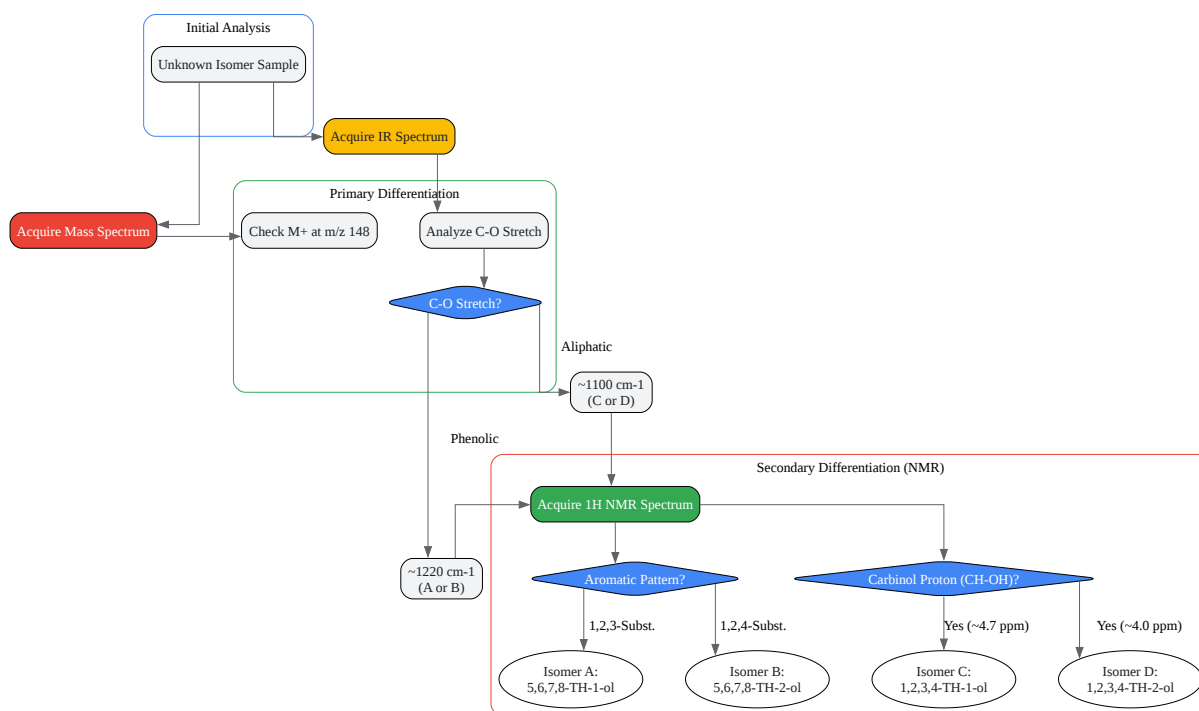 Initial Analysis
Unknown Isomer Sample
Acquire IR Spectrum
Primary Differentiation
Acquire Mass Spectrum
Check M+ at m/z 148
Analyze C-O Stretch
C-O Stretch?
Aliphatic
~1100 cm-1
(C or D)
Phenolic
Secondary Differentiation (NMR)
Acquire 1H NMR Spectrum
~1220 cm-1
(A or B)
Aromatic Pattern?
Carbinol Proton (CH-OH)?
1,2,3-Subst.
1,2,4-Subst.
Yes (~4.7 ppm)
Yes (~4.0 ppm)
Isomer A:
5,6,7,8-TH-1-ol
Isomer B:
5,6,7,8-TH-2-ol
Isomer C:
1,2,3,4-TH-1-ol
Isomer D:
1,2,3,4-TH-2-ol